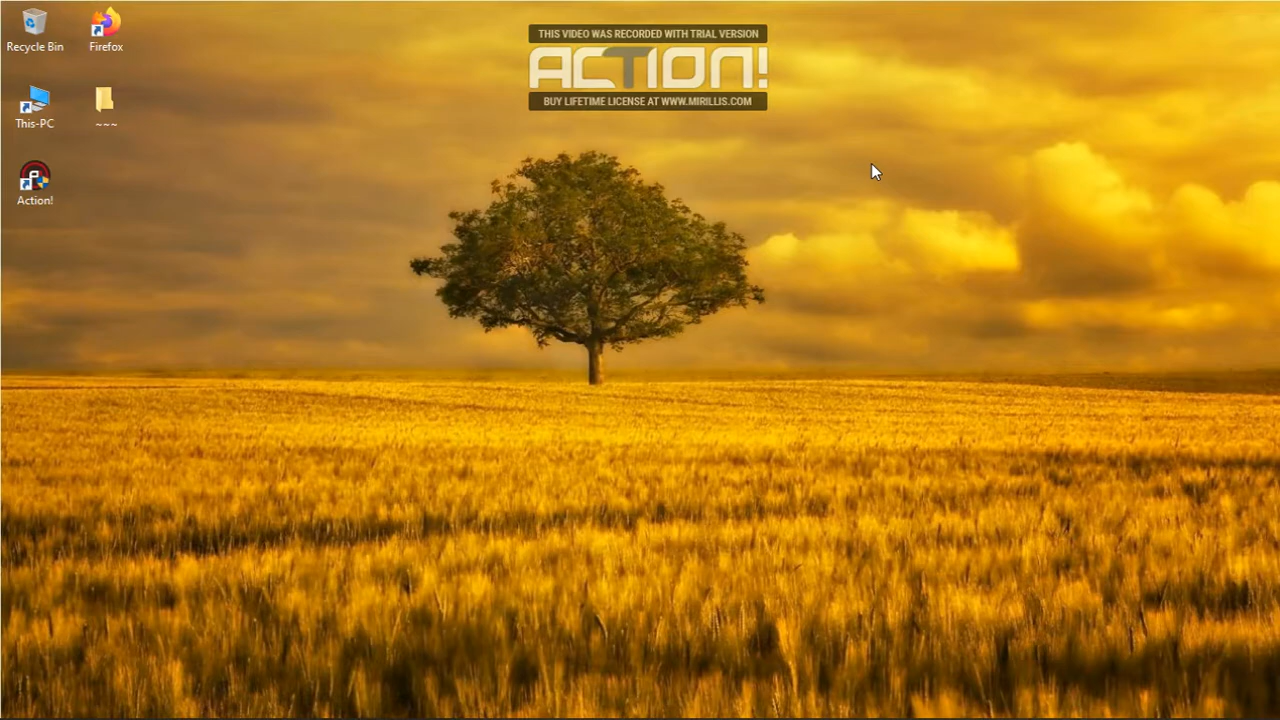 Recycle Bin
Firefox
This-PC
~~~
Action!
THIS VIDEO WAS RECORDED WITH TRIAL VERSION
ACTION!
BUY LIFETIME LICENSE AT WWW.MIRILLIS.COM